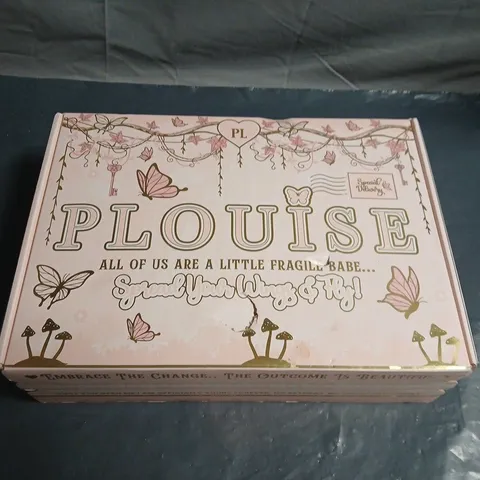 PL
Special
Delivery
PLOUISE
ALL OF US ARE A LITTLE FRAGILE BABE...
Spread Your Wings & Fly!
EMBRACE THE CHANGE.. THE OUTCOME IS BEAUTIFUL